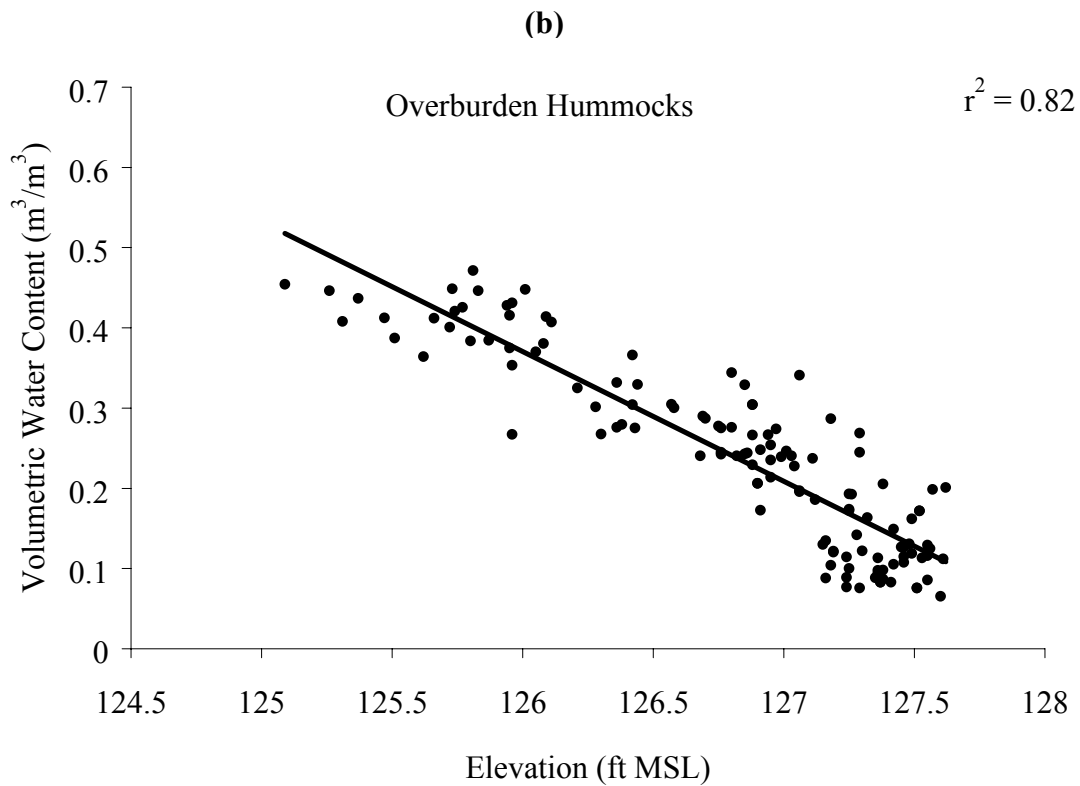 (b)
Overburden Hummocks
r² = 0.82
Volumetric Water Content (m³/m³)
0.7
0.6
0.5
0.4
0.3
0.2
0.1
0
124.5 125 125.5 126 126.5 127 127.5 128
Elevation (ft MSL)